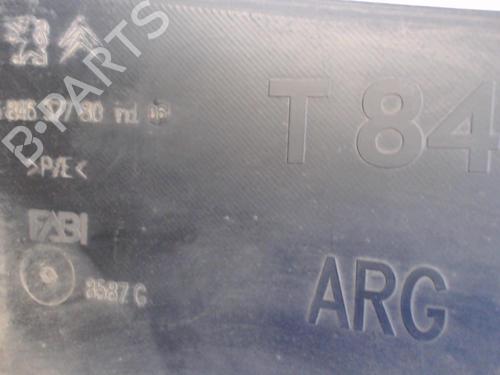 B-PARTS
T 84
>P/E<
FABI
8587 G
ARG